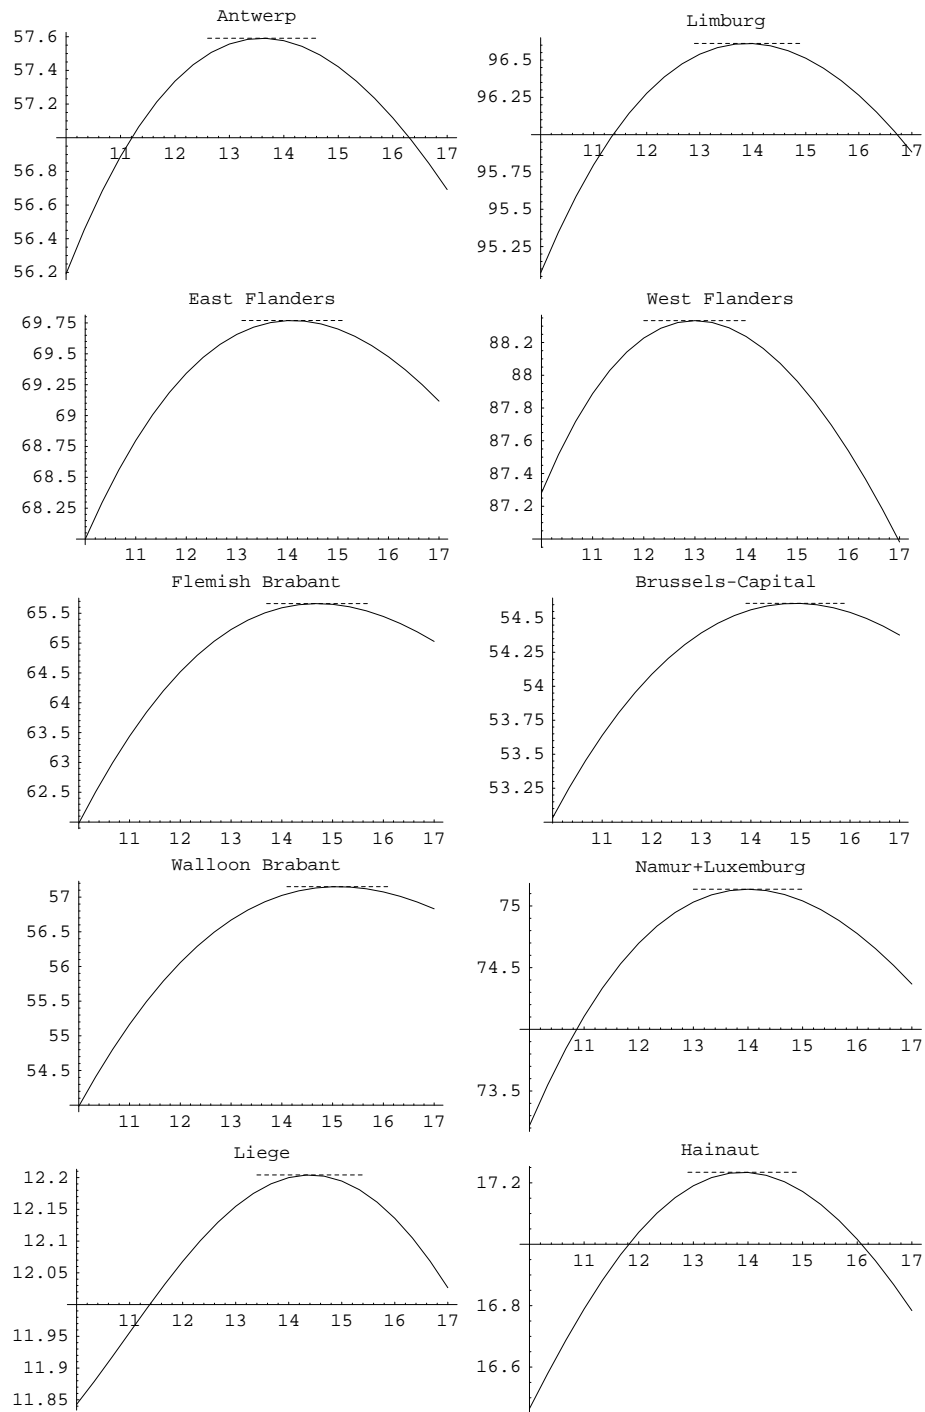 Antwerp
57.6
57.4
57.2
56.8
56.6
56.4
56.2
11 12 13 14 15 16 17
Limburg
96.5
96.25
95.75
95.5
95.25
11 12 13 14 15 16 17
East Flanders
69.75
69.5
69.25
69
68.75
68.5
68.25
11 12 13 14 15 16 17
West Flanders
88.2
88
87.8
87.6
87.4
87.2
11 12 13 14 15 16 17
Flemish Brabant
65.5
65
64.5
64
63.5
63
62.5
11 12 13 14 15 16 17
Brussels-Capital
54.5
54.25
54
53.75
53.5
53.25
11 12 13 14 15 16 17
Walloon Brabant
57
56.5
56
55.5
55
54.5
11 12 13 14 15 16 17
Namur+Luxemburg
75
74.5
73.5
11 12 13 14 15 16 17
Liege
12.2
12.15
12.1
12.05
11.95
11.9
11.85
11 12 13 14 15 16 17
Hainaut
17.2
16.8
16.6
11 12 13 14 15 16 17